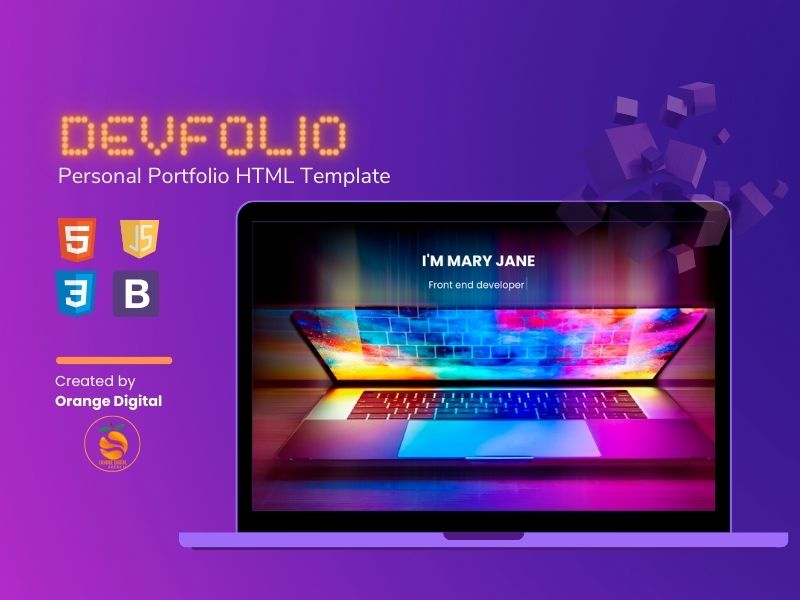 DEVFOLIO
Personal Portfolio HTML Template
5
JS
3
B
I'M MARY JANE
Front end developer
Created by
Orange Digital